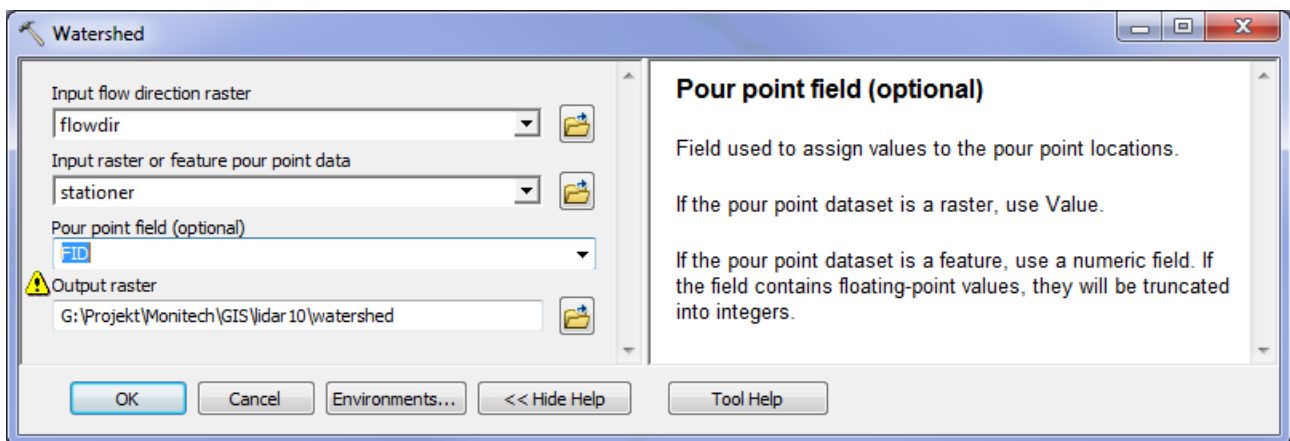 Watershed
Input flow direction raster
flowdir
Input raster or feature pour point data
stationer
Pour point field (optional)
FID
Output raster
G:\Projekt\Monitech\GIS\lidar10\watershed
Pour point field (optional)
Field used to assign values to the pour point locations.
If the pour point dataset is a raster, use Value.
If the pour point dataset is a feature, use a numeric field. If
the field contains floating-point values, they will be truncated
into integers.
OK
Cancel
Environments...
<< Hide Help
Tool Help